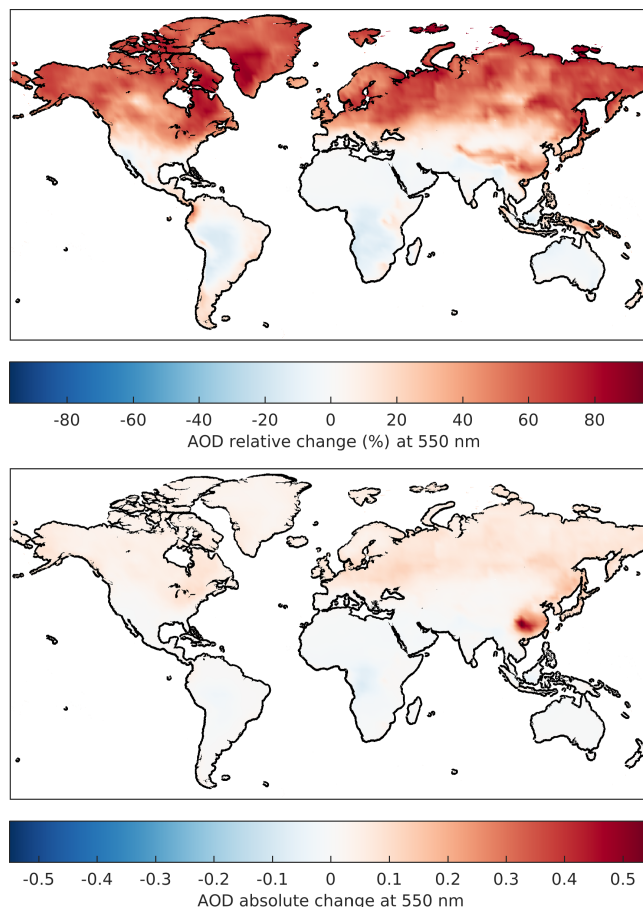 -80 -60 -40 -20 0 20 40 60 80
AOD relative change (%) at 550 nm
-0.5 -0.4 -0.3 -0.2 -0.1 0 0.1 0.2 0.3 0.4 0.5
AOD absolute change at 550 nm